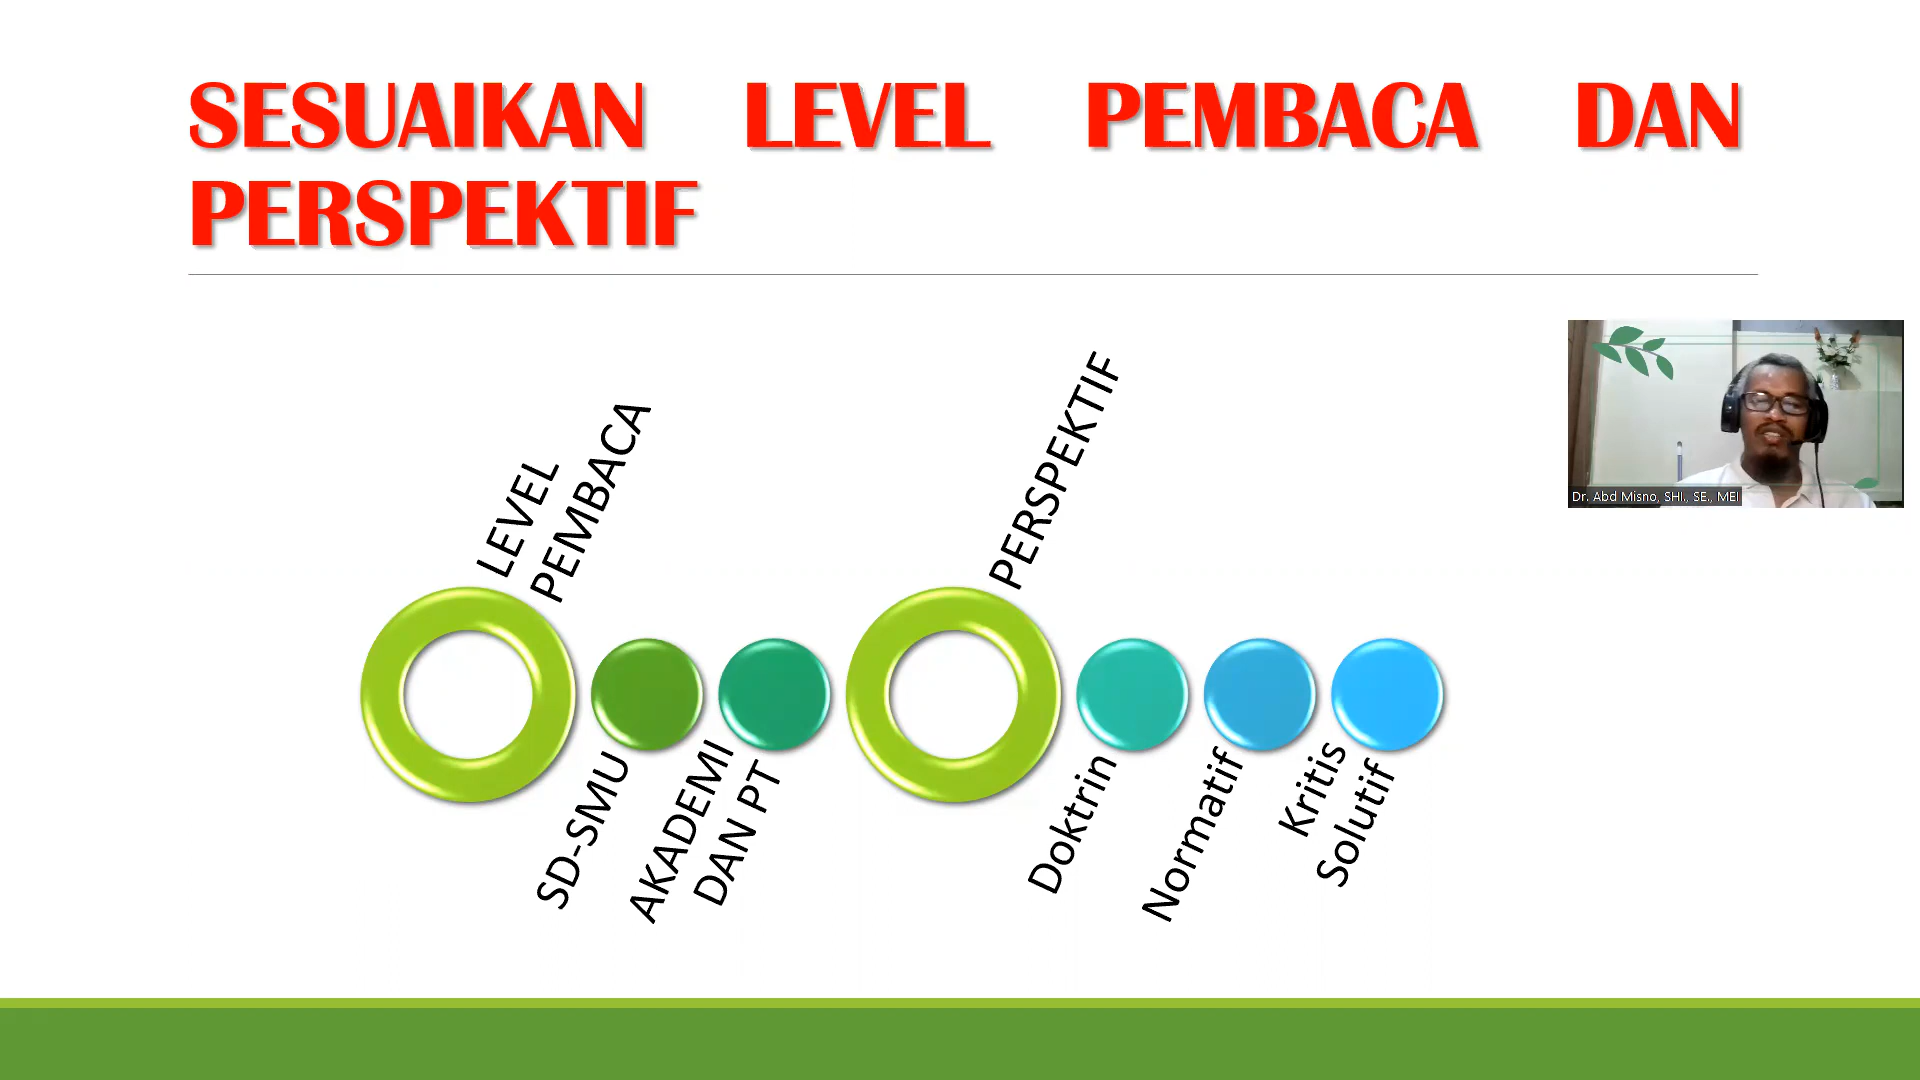 SESUAIKAN LEVEL PEMBACA DAN
PERSPEKTIF
LEVEL
PEMBACA
SD-SMU
AKADEMI
DAN PT
PERSPEKTIF
Doktrin
Normatif
Kritis
Solutif
Dr. Abd Misno, SHI., SE., MEI